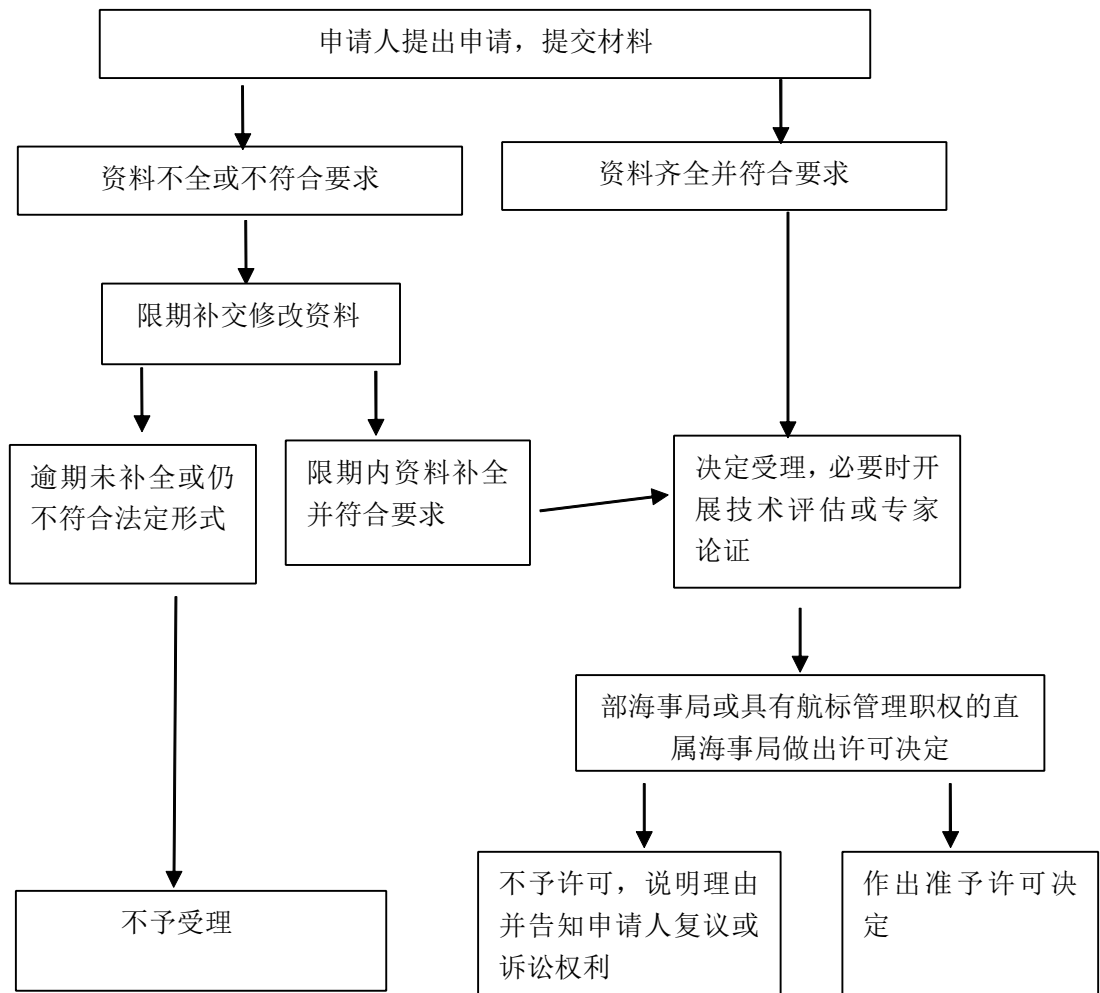 申请人提出申请，提交材料
资料不全或不符合要求
资料齐全并符合要求
限期补交修改资料
逾期未补全或仍
不符合法定形式
限期内资料补全
并符合要求
决定受理，必要时开
展技术评估或专家
论证
部海事局或具有航标管理职权的直
属海事局做出许可决定
不予受理
不予许可，说明理由
并告知申请人复议或
诉讼权利
作出准予许可决
定